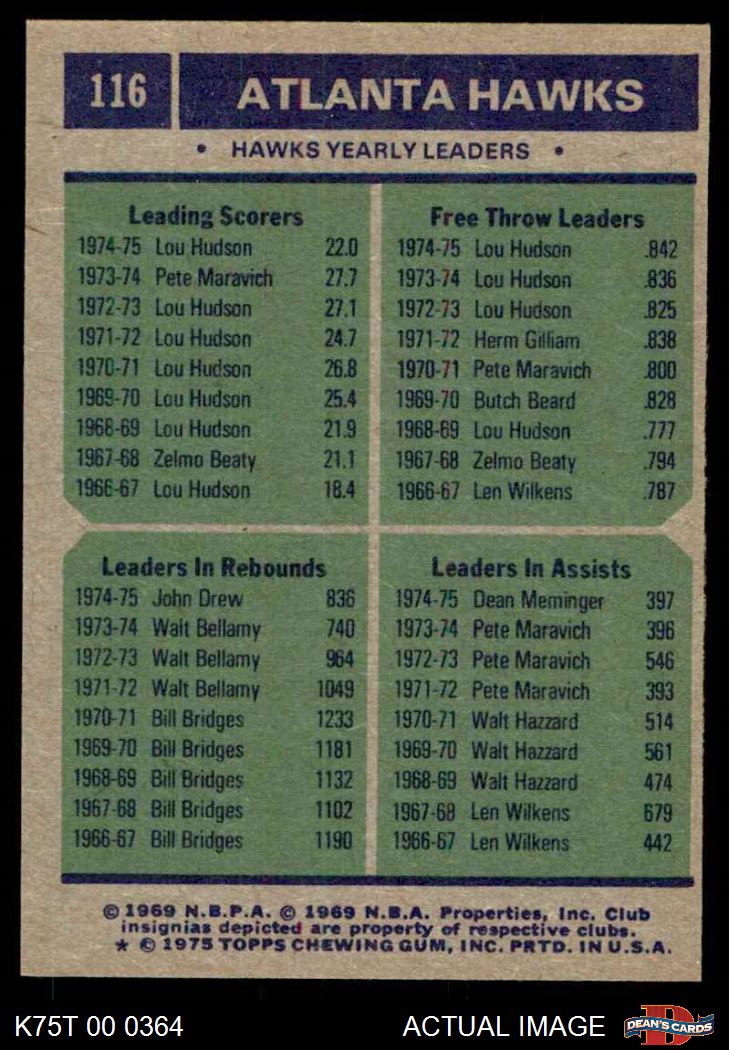 116 ATLANTA HAWKS
• HAWKS YEARLY LEADERS •
Leading Scorers
1974-75 Lou Hudson 22.0
1973-74 Pete Maravich 27.7
1972-73 Lou Hudson 27.1
1971-72 Lou Hudson 24.7
1970-71 Lou Hudson 26.8
1969-70 Lou Hudson 25.4
1968-69 Lou Hudson 21.9
1967-68 Zelmo Beaty 21.1
1966-67 Lou Hudson 18.4
Free Throw Leaders
1974-75 Lou Hudson .842
1973-74 Lou Hudson .836
1972-73 Lou Hudson .825
1971-72 Herm Gilliam .838
1970-71 Pete Maravich .800
1969-70 Butch Beard .828
1968-69 Lou Hudson .777
1967-68 Zelmo Beaty .794
1966-67 Len Wilkens .787
Leaders In Rebounds
1974-75 John Drew 836
1973-74 Walt Bellamy 740
1972-73 Walt Bellamy 964
1971-72 Walt Bellamy 1049
1970-71 Bill Bridges 1233
1969-70 Bill Bridges 1181
1968-69 Bill Bridges 1132
1967-68 Bill Bridges 1102
1966-67 Bill Bridges 1190
Leaders In Assists
1974-75 Dean Meminger 397
1973-74 Pete Maravich 396
1972-73 Pete Maravich 546
1971-72 Pete Maravich 393
1970-71 Walt Hazzard 514
1969-70 Walt Hazzard 561
1968-69 Walt Hazzard 474
1967-68 Len Wilkens 679
1966-67 Len Wilkens 442
© 1969 N.B.P.A. © 1969 N.B.A. Properties, Inc. Club
insignias depicted are property of respective clubs.
★ © 1975 TOPPS CHEWING GUM, INC. PRTD. IN U.S.A.
K75T 00 0364 ACTUAL IMAGE DEAN'S CARDS